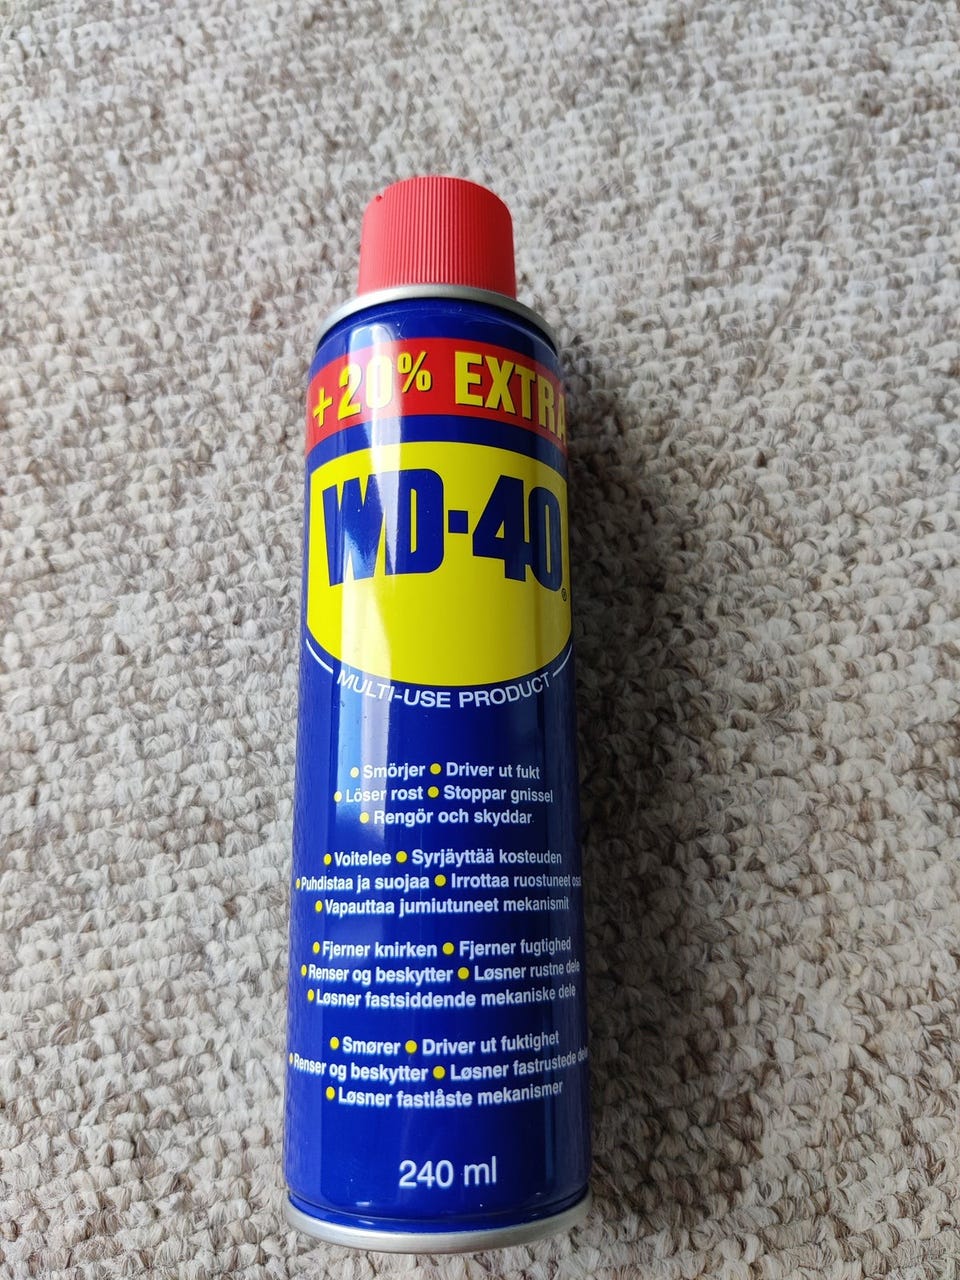 +20% EXTRA
WD-40
®
MULTI-USE PRODUCT
• Smörjer • Driver ut fukt
• Löser rost • Stoppar gnissel
• Rengör och skyddar
• Voitelee • Syrjäyttää kosteuden
• Puhdistaa ja suojaa • Irrottaa ruostuneet
• Vapauttaa jumiutuneet mekanismit
• Fjerner knirken • Fjerner fugtighed
• Renser og beskytter • Løsner rustne dele
• Løsner fastsiddende mekaniske dele
• Smører • Driver ut fuktighet
• Renser og beskytter • Løsner fastrustede deler
• Løsner fastlåste mekanismer
240 ml